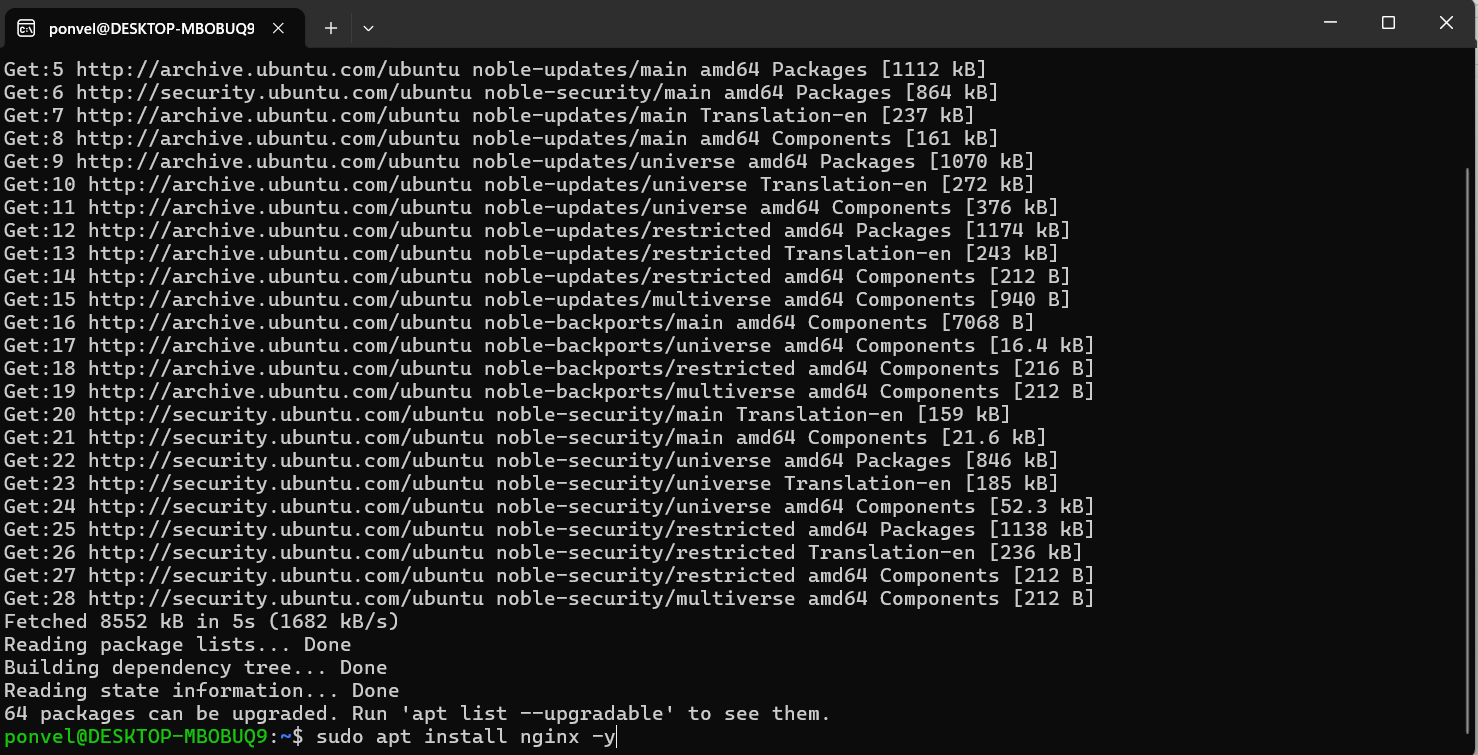 ponvel@DESKTOP-MBOBUQ9
Get:5 http://archive.ubuntu.com/ubuntu noble-updates/main amd64 Packages [1112 kB]
Get:6 http://security.ubuntu.com/ubuntu noble-security/main amd64 Packages [864 kB]
Get:7 http://archive.ubuntu.com/ubuntu noble-updates/main Translation-en [237 kB]
Get:8 http://archive.ubuntu.com/ubuntu noble-updates/main amd64 Components [161 kB]
Get:9 http://archive.ubuntu.com/ubuntu noble-updates/universe amd64 Packages [1070 kB]
Get:10 http://archive.ubuntu.com/ubuntu noble-updates/universe Translation-en [272 kB]
Get:11 http://archive.ubuntu.com/ubuntu noble-updates/universe amd64 Components [376 kB]
Get:12 http://archive.ubuntu.com/ubuntu noble-updates/restricted amd64 Packages [1174 kB]
Get:13 http://archive.ubuntu.com/ubuntu noble-updates/restricted Translation-en [243 kB]
Get:14 http://archive.ubuntu.com/ubuntu noble-updates/restricted amd64 Components [212 B]
Get:15 http://archive.ubuntu.com/ubuntu noble-updates/multiverse amd64 Components [940 B]
Get:16 http://archive.ubuntu.com/ubuntu noble-backports/main amd64 Components [7068 B]
Get:17 http://archive.ubuntu.com/ubuntu noble-backports/universe amd64 Components [16.4 kB]
Get:18 http://archive.ubuntu.com/ubuntu noble-backports/restricted amd64 Components [216 B]
Get:19 http://archive.ubuntu.com/ubuntu noble-backports/multiverse amd64 Components [212 B]
Get:20 http://security.ubuntu.com/ubuntu noble-security/main Translation-en [159 kB]
Get:21 http://security.ubuntu.com/ubuntu noble-security/main amd64 Components [21.6 kB]
Get:22 http://security.ubuntu.com/ubuntu noble-security/universe amd64 Packages [846 kB]
Get:23 http://security.ubuntu.com/ubuntu noble-security/universe Translation-en [185 kB]
Get:24 http://security.ubuntu.com/ubuntu noble-security/universe amd64 Components [52.3 kB]
Get:25 http://security.ubuntu.com/ubuntu noble-security/restricted amd64 Packages [1138 kB]
Get:26 http://security.ubuntu.com/ubuntu noble-security/restricted Translation-en [236 kB]
Get:27 http://security.ubuntu.com/ubuntu noble-security/restricted amd64 Components [212 B]
Get:28 http://security.ubuntu.com/ubuntu noble-security/multiverse amd64 Components [212 B]
Fetched 8552 kB in 5s (1682 kB/s)
Reading package lists... Done
Building dependency tree... Done
Reading state information... Done
64 packages can be upgraded. Run 'apt list --upgradable' to see them.
ponvel@DESKTOP-MBOBUQ9:~$ sudo apt install nginx -y